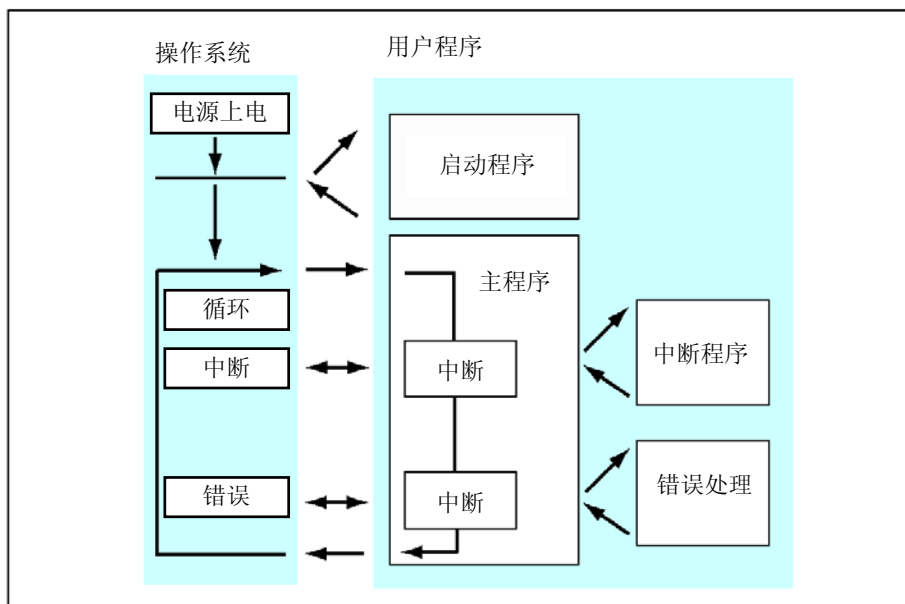 操作系统
用户程序
电源上电
启动程序
主程序
循环
中断
中断
中断程序
错误
中断
错误处理